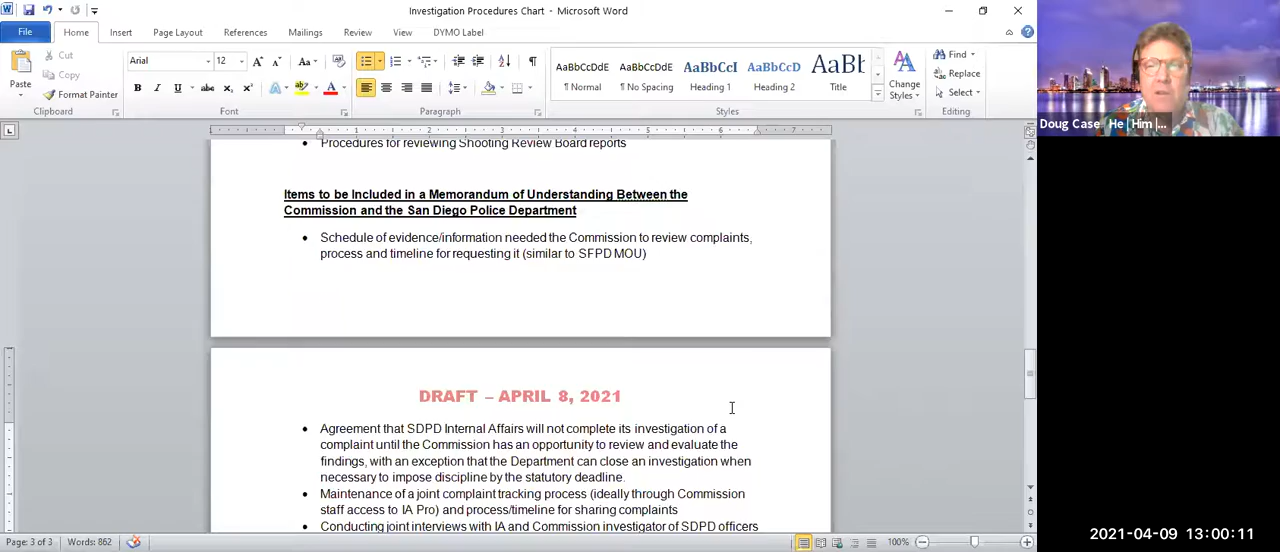 Investigation Procedures Chart - Microsoft Word
File Home Insert Page Layout References Mailings Review View DYMO Label
Paste
Cut
Copy
Format Painter
Clipboard
Arial 12
Font
Paragraph
AaBbCcDdE AaBbCcDdE AaBbCcI AaBbCcD AaBb
¶ Normal ¶ No Spacing Heading 1 Heading 2 Title
Change Styles
Styles
Find
Replace
Select
Editing
1 2 3 4 5 6 7
• Procedures for reviewing Shooting Review Board reports
Items to be Included in a Memorandum of Understanding Between the
Commission and the San Diego Police Department
• Schedule of evidence/information needed the Commission to review complaints,
process and timeline for requesting it (similar to SFPD MOU)
DRAFT – APRIL 8, 2021
• Agreement that SDPD Internal Affairs will not complete its investigation of a
complaint until the Commission has an opportunity to review and evaluate the
findings, with an exception that the Department can close an investigation when
necessary to impose discipline by the statutory deadline.
• Maintenance of a joint complaint tracking process (ideally through Commission
staff access to IA Pro) and process/timeline for sharing complaints
• Conducting joint interviews with IA and Commission investigator of SDPD officers
Page: 3 of 3 Words: 862 100%
Doug Case He | Him |...
2021-04-09 13:00:11